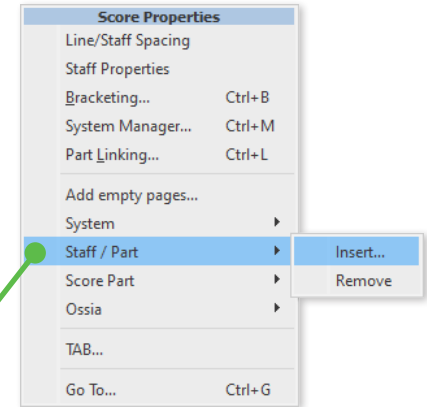 Score Properties
Line/Staff Spacing
Staff Properties
Bracketing... Ctrl+B
System Manager... Ctrl+M
Part Linking... Ctrl+L
Add empty pages...
System
Staff / Part
Insert...
Score Part
Remove
Ossia
TAB...
Go To... Ctrl+G